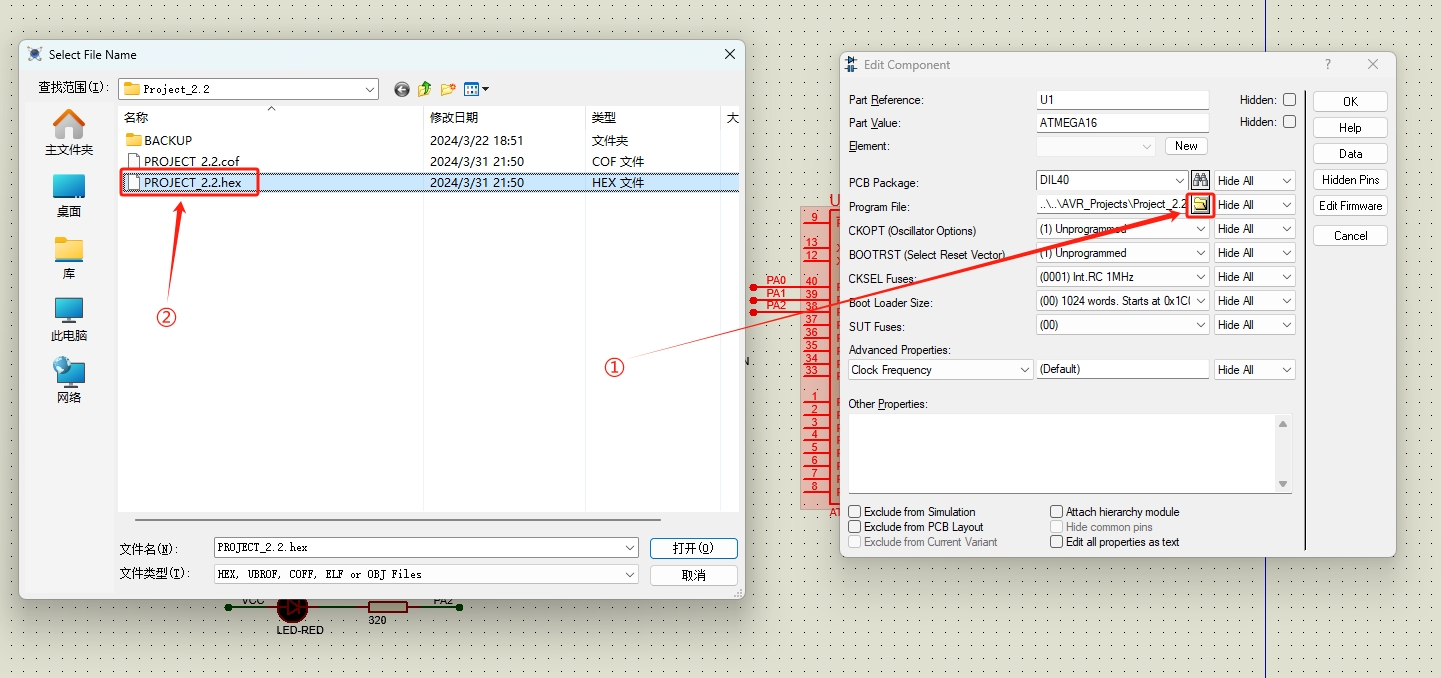 Select File Name
查找范围(I):
Project_2.2
名称
修改日期
类型
大
BACKUP
2024/3/22 18:51
文件夹
PROJECT_2.2.cof
2024/3/31 21:50
COF 文件
PROJECT_2.2.hex
2024/3/31 21:50
HEX 文件
主文件夹
桌面
库
此电脑
网络
②
①
文件名(N):
PROJECT_2.2.hex
打开(O)
文件类型(T):
HEX, UBROF, COFF, ELF or OBJ Files
取消
VCC
PA2
LED-RED
320
U
9
13
12
PA0
40
PA1
39
PA2
38
37
36
35
34
33
1
2
3
4
5
6
7
8
AT
N
Edit Component
?
Part Reference:
U1
Hidden:
OK
Part Value:
ATMEGA16
Hidden:
Help
Element:
New
Data
PCB Package:
DIL40
Hide All
Hidden Pins
Program File:
..\..\AVR_Projects\Project_2.2
Hide All
Edit Firmware
CKOPT (Oscillator Options)
(1) Unprogrammed
Hide All
Cancel
BOOTRST (Select Reset Vector)
(1) Unprogrammed
Hide All
CKSEL Fuses:
(0001) Int.RC 1MHz
Hide All
Boot Loader Size:
(00) 1024 words. Starts at 0x1C(
Hide All
SUT Fuses:
(00)
Hide All
Advanced Properties:
Clock Frequency
(Default)
Hide All
Other Properties:
Exclude from Simulation
Attach hierarchy module
Exclude from PCB Layout
Hide common pins
Exclude from Current Variant
Edit all properties as text